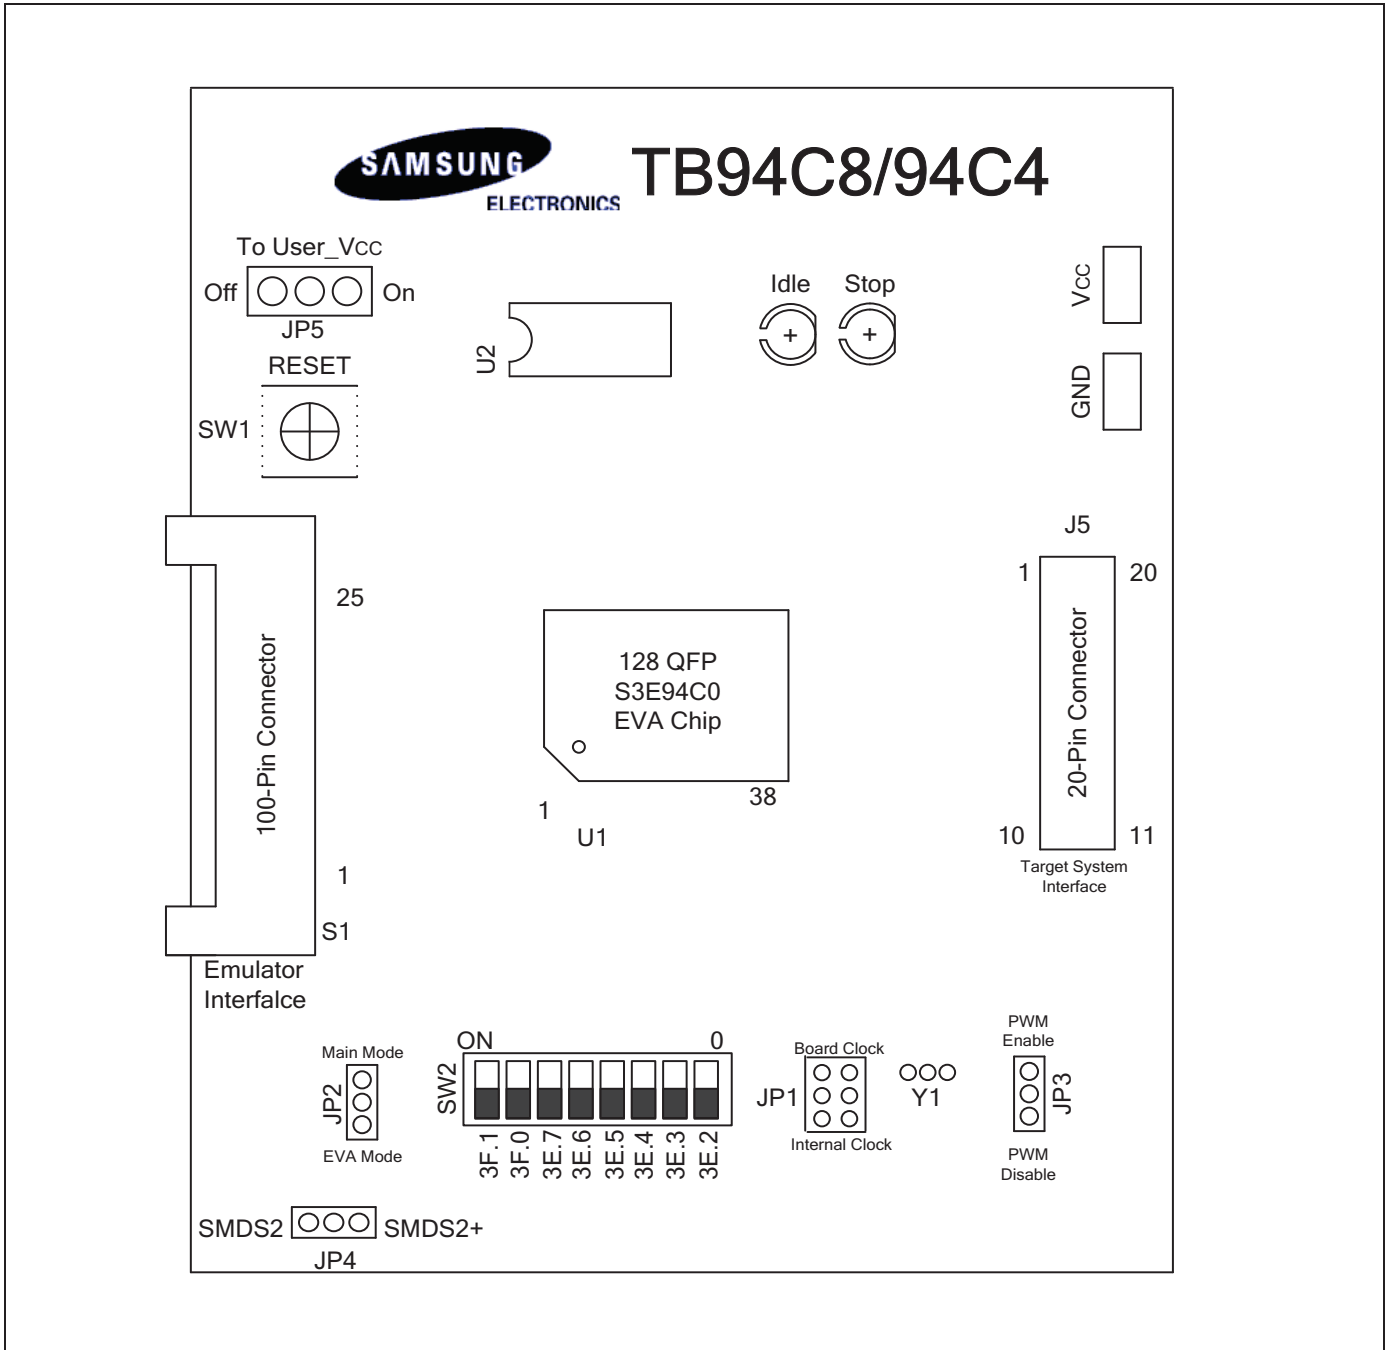 SAMSUNG
ELECTRONICS
TB94C8/94C4
To User_Vcc
Off
On
JP5
RESET
SW1
U2
Idle
Stop
Vcc
GND
25
100-Pin Connector
1
S1
Emulator
Interfalce
128 QFP
S3E94C0
EVA Chip
1
38
U1
J5
1
20
20-Pin Connector
10
11
Target System
Interface
Main Mode
JP2
EVA Mode
ON
0
SW2
3F.1
3F.0
3E.7
3E.6
3E.5
3E.4
3E.3
3E.2
Board Clock
JP1
Internal Clock
Y1
PWM
Enable
JP3
PWM
Disable
SMDS2
SMDS2+
JP4